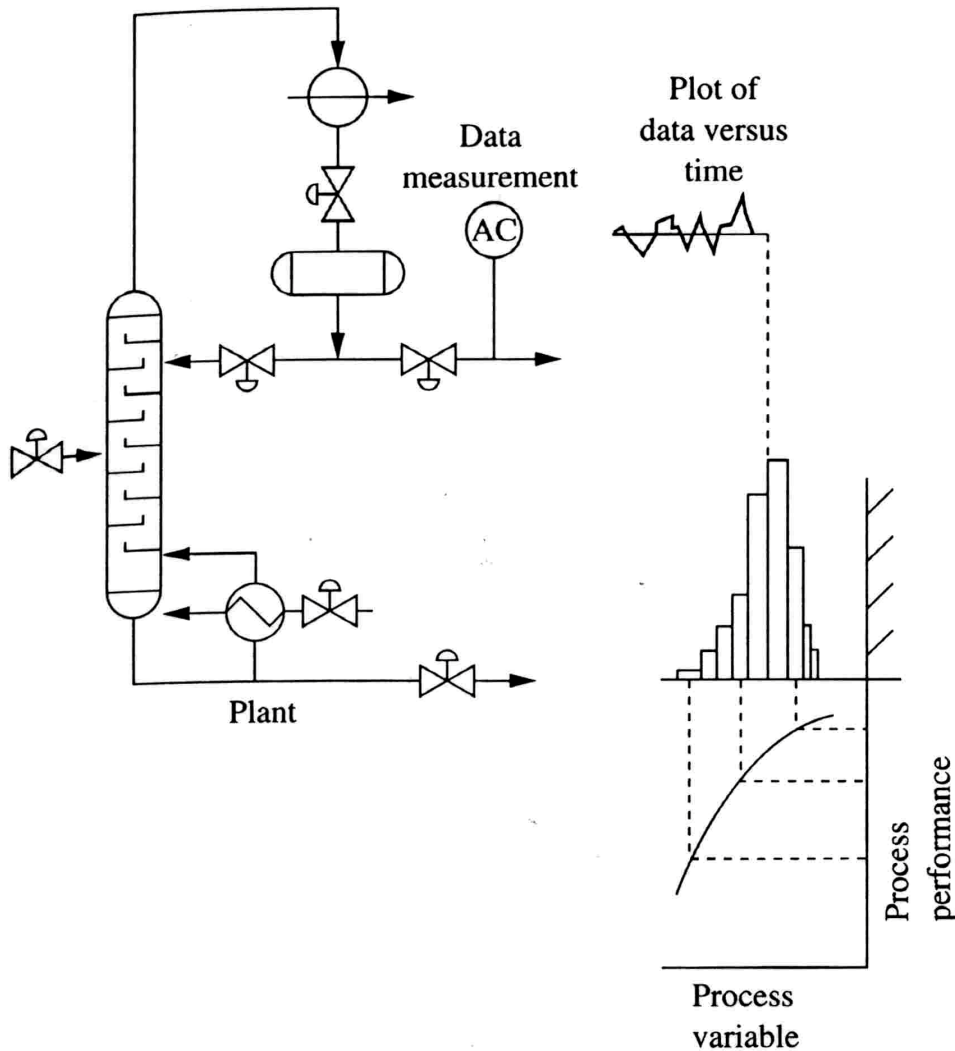 Plot of
data versus
time
Data
measurement
AC
Plant
Process
performance
Process
variable